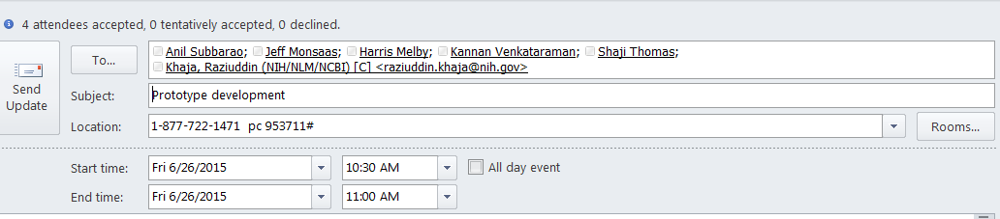 4 attendees accepted, 0 tentatively accepted, 0 declined.
To...
Anil Subbarao; Jeff Monsaas; Harris Melby; Kannan Venkataraman; Shaji Thomas;
Khaja, Raziuddin (NIH/NLM/NCBI) [C] <raziuddin.khaja@nih.gov>
Send
Update
Subject: Prototype development
Location: 1-877-722-1471 pc 953711# Rooms...
Start time: Fri 6/26/2015 10:30 AM All day event
End time: Fri 6/26/2015 11:00 AM